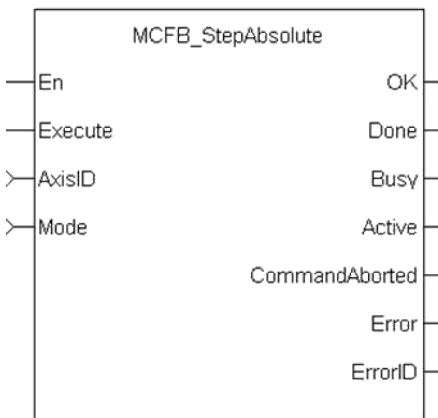 MCFB_StepAbsolute
En OK
Execute Done
AxisID Busy
Mode Active
CommandAborted
Error
ErrorID